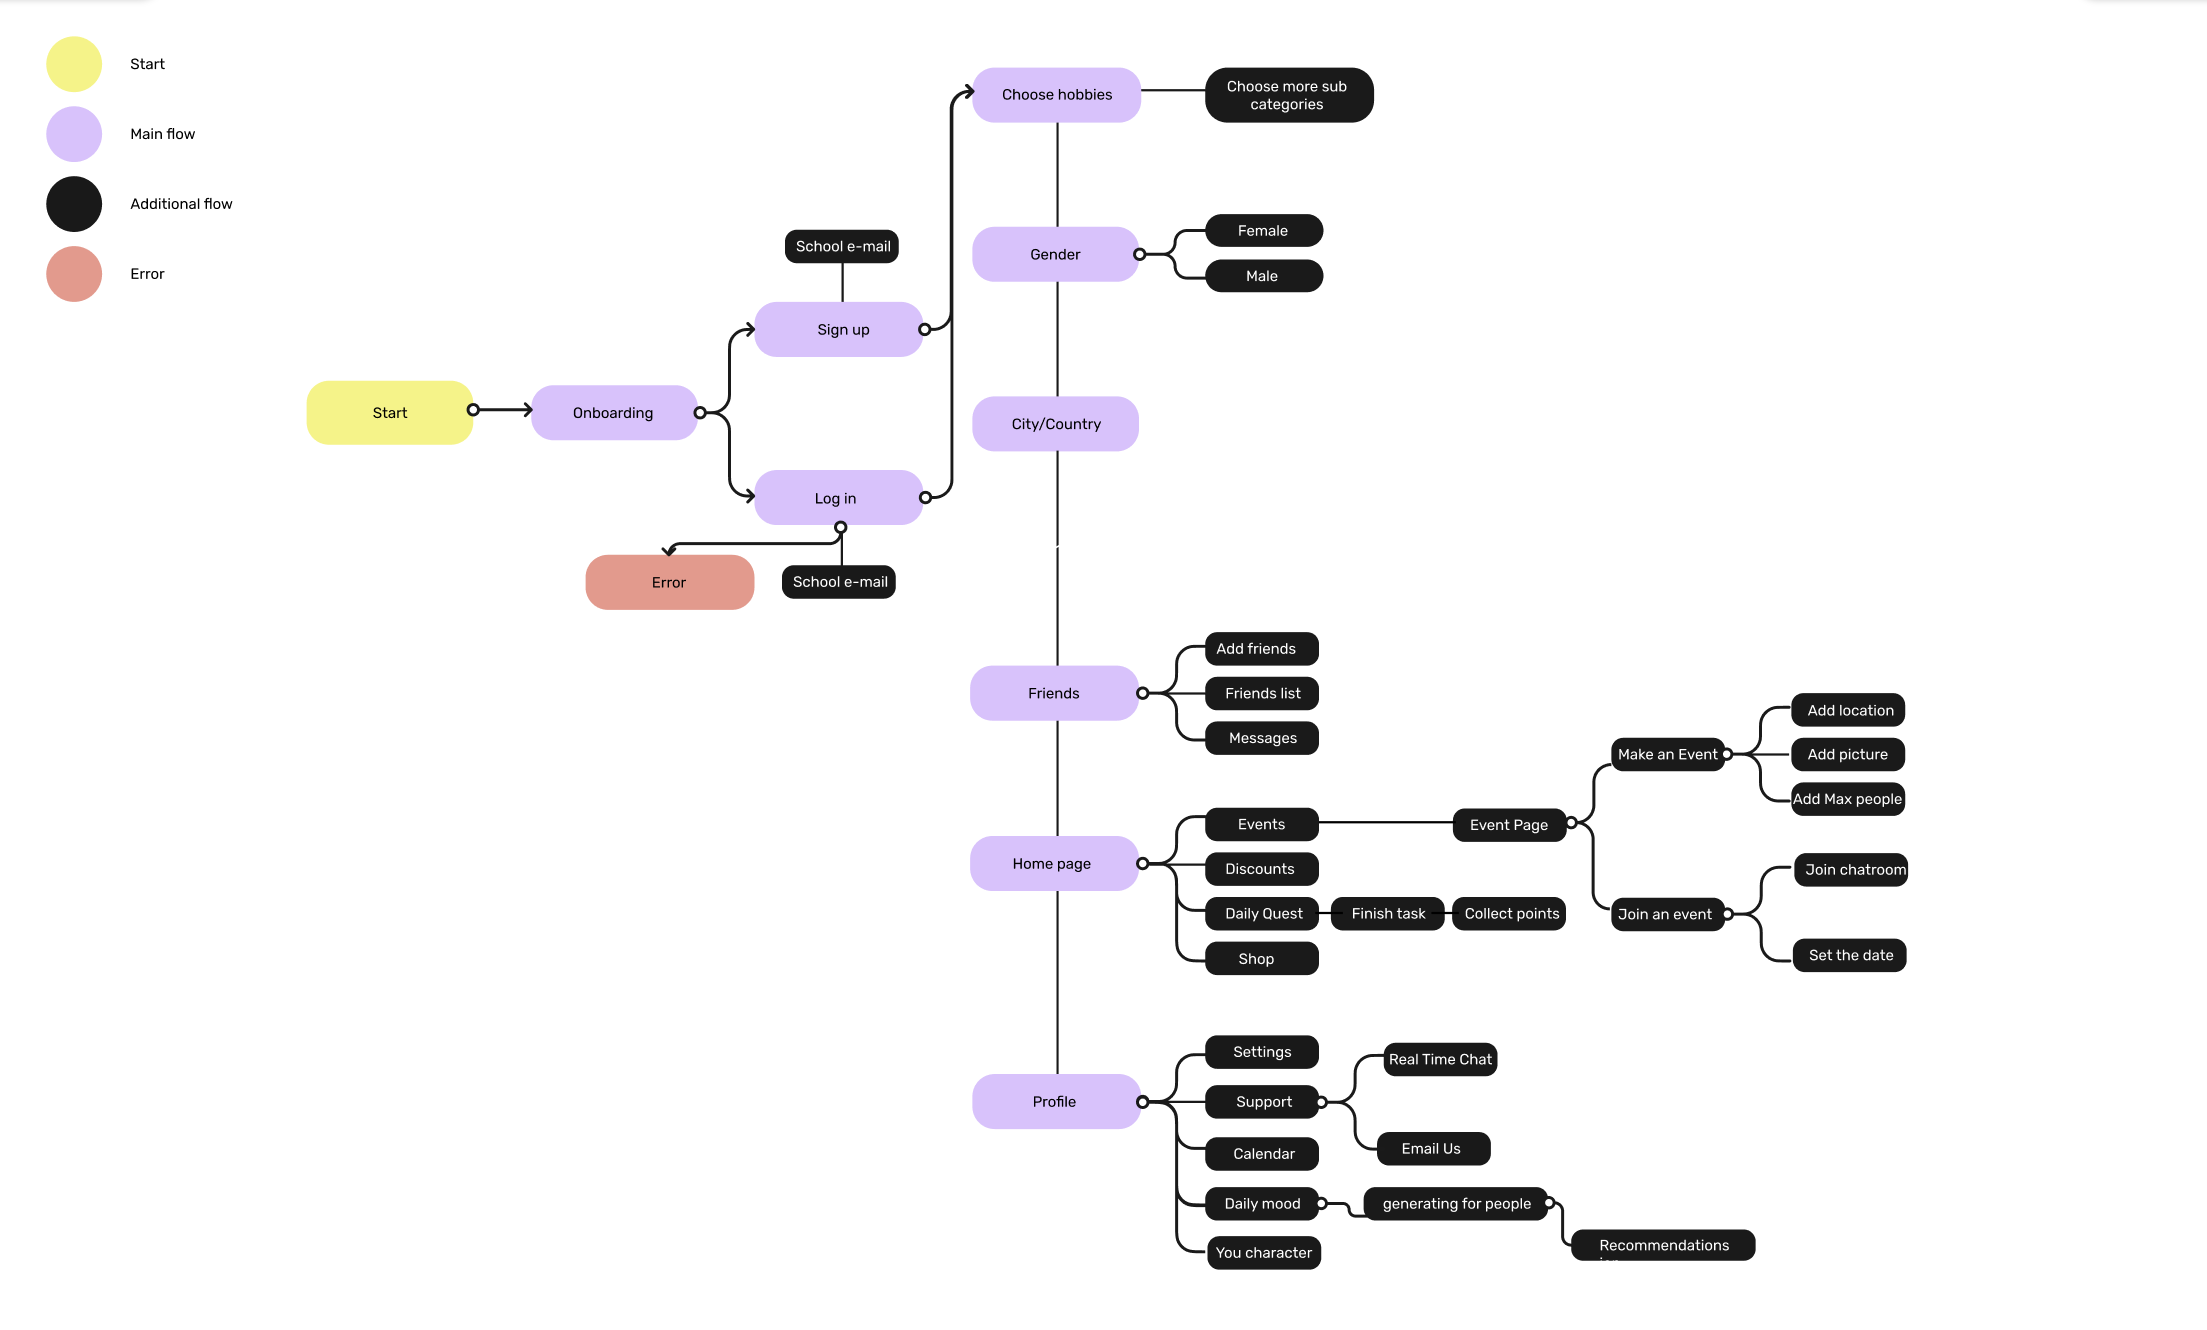 Start
Main flow
Additional flow
Error
Choose hobbies
Choose more sub
categories
School e-mail
Gender
Female
Male
Sign up
Start
Onboarding
City/Country
Log in
Error
School e-mail
Friends
Add friends
Friends list
Messages
Home page
Events
Discounts
Daily Quest
Finish task
Collect points
Shop
Event Page
Make an Event
Add location
Add picture
Add Max people
Join an event
Join chatroom
Set the date
Profile
Settings
Support
Real Time Chat
Email Us
Calendar
Daily mood
generating for people
Recommendations
You character